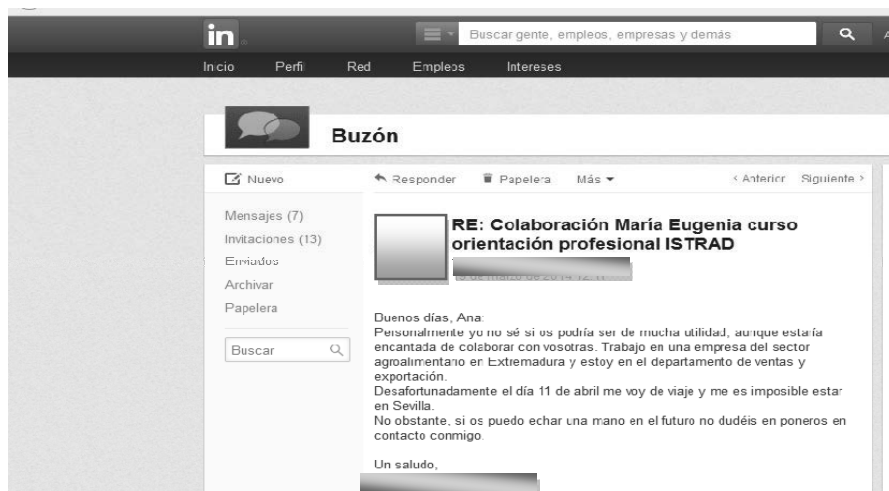 in
Buscar gente, empleos, empresas y demás
Inicio Perfil Red Empleos Intereses
Buzón
Nuevo
Responder Papelera Más
< Anterior Siguiente >
Mensajes (7)
Invitaciones (13)
Enviados
Archivar
Papelera
Buscar
RE: Colaboración María Eugenia curso
orientación profesional ISTRAD
de marzo de 2014
Buenos días, Ana:
Personalmente yo no sé si os podría ser de mucha utilidad, aunque estaría
encantada de colaborar con vosotras. Trabajo en una empresa del sector
agroalimentario en Extremadura y estoy en el departamento de ventas y
exportación.
Desafortunadamente el día 11 de abril me voy de viaje y me es imposible estar
en Sevilla.
No obstante, si os puedo echar una mano en el futuro no dudéis en poneros en
contacto conmigo.
Un saludo,